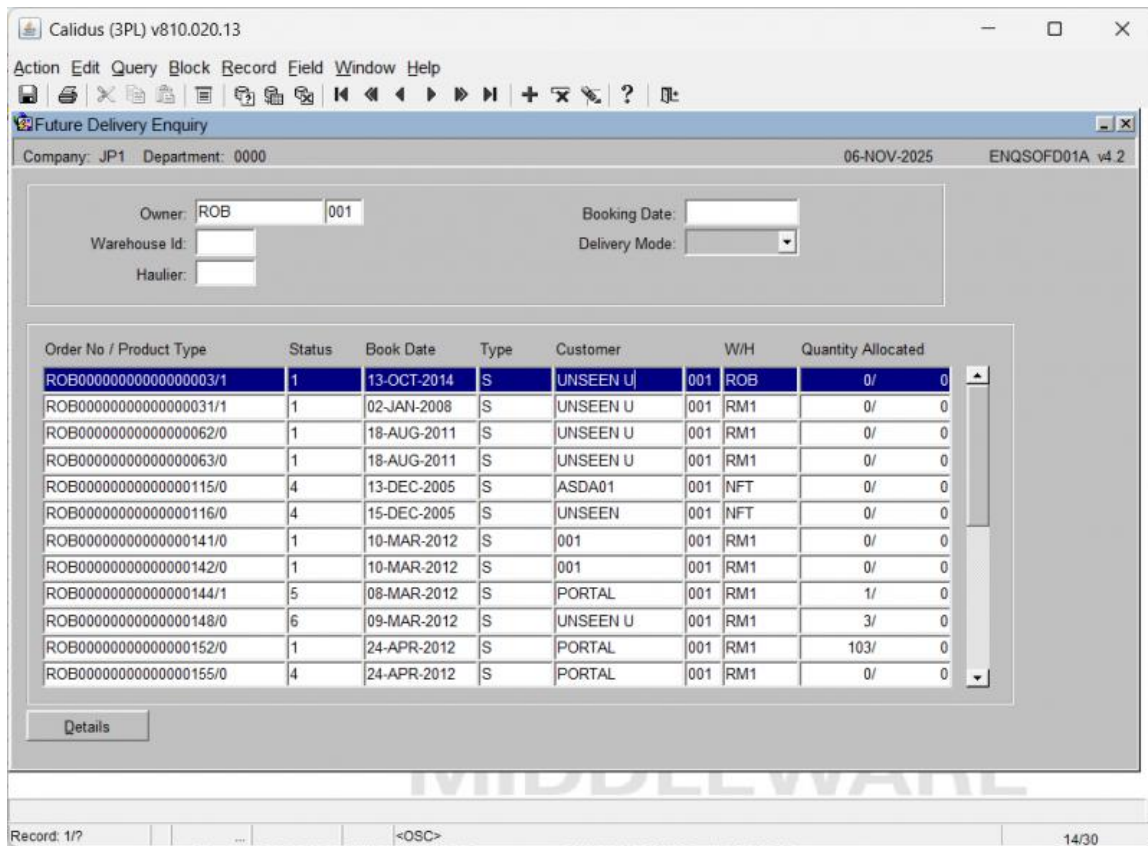 Calidus (3PL) v810.020.13
Action Edit Query Block Record Field Window Help
Future Delivery Enquiry
Company: JP1 Department: 0000 06-NOV-2025 ENQSOFD01A v4.2
Owner: ROB 001 Booking Date:
Warehouse Id: Delivery Mode:
Haulier:
Order No / Product Type Status Book Date Type Customer W/H Quantity Allocated
ROB00000000000000003/1 1 13-OCT-2014 S UNSEEN U 001 ROB 0/ 0
ROB00000000000000031/1 1 02-JAN-2008 S UNSEEN U 001 RM1 0/ 0
ROB00000000000000062/0 1 18-AUG-2011 S UNSEEN U 001 RM1 0/ 0
ROB00000000000000063/0 1 18-AUG-2011 S UNSEEN U 001 RM1 0/ 0
ROB00000000000000115/0 4 13-DEC-2005 S ASDA01 001 NFT 0/ 0
ROB00000000000000116/0 4 15-DEC-2005 S UNSEEN 001 NFT 0/ 0
ROB00000000000000141/0 1 10-MAR-2012 S 001 001 RM1 0/ 0
ROB00000000000000142/0 1 10-MAR-2012 S 001 001 RM1 0/ 0
ROB00000000000000144/1 5 08-MAR-2012 S PORTAL 001 RM1 1/ 0
ROB00000000000000148/0 6 09-MAR-2012 S UNSEEN U 001 RM1 3/ 0
ROB00000000000000152/0 1 24-APR-2012 S PORTAL 001 RM1 103/ 0
ROB00000000000000155/0 4 24-APR-2012 S PORTAL 001 RM1 0/ 0
Details
MIDDLEWARE
Record: 1/? ... <OSC> 14/30